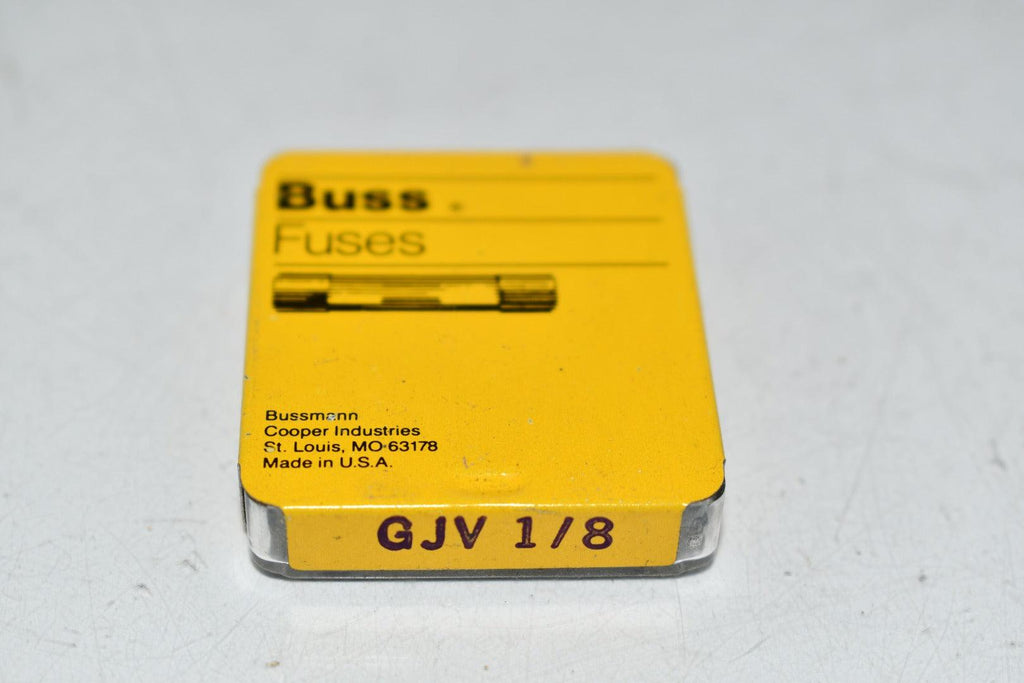 Buss
Fuses
Bussmann
Cooper Industries
St. Louis, MO 63178
Made in U.S.A.
GJV 1/8